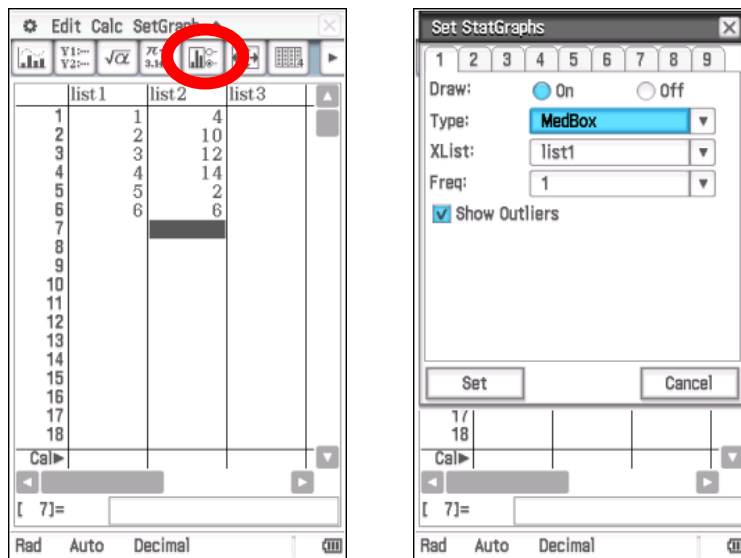 Edit Calc SetGraph
Y1:···
Y2:···
√α
4
list1 list2 list3
1 1 4
2 2 10
3 3 12
4 4 14
5 5 2
6 6 6
7
8
9
10
11
12
13
14
15
16
17
18
Cal▶
[ 7]=
Rad Auto Decimal
Set StatGraphs
1 2 3 4 5 6 7 8 9
Draw: On Off
Type: MedBox
XList: list1
Freq: 1
Show Outliers
Set Cancel
17
18
Cal▶
[ 7]=
Rad Auto Decimal